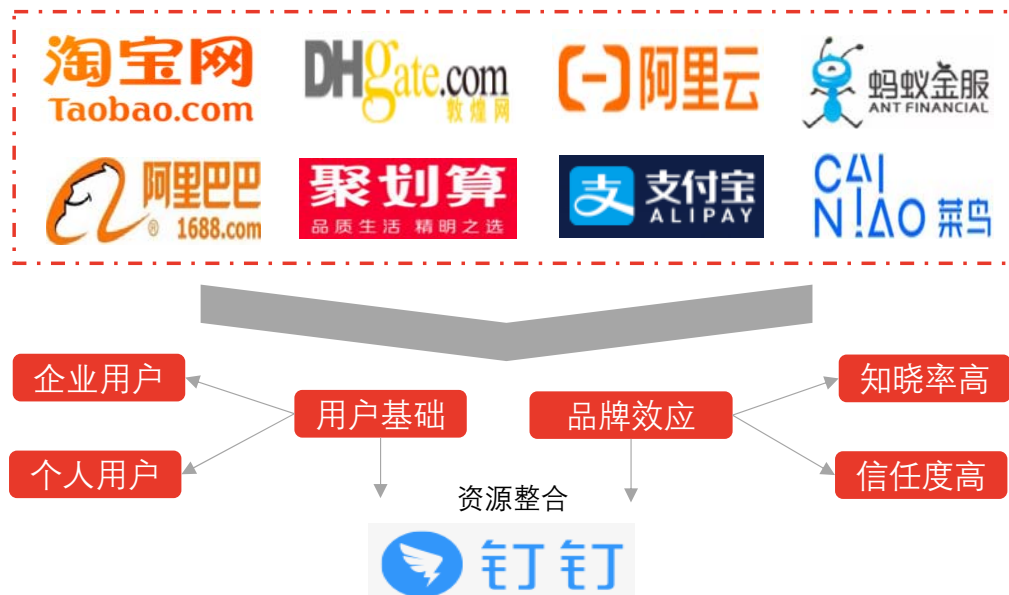 淘宝网
Taobao.com
DHgate.com
敦煌网
阿里云
蚂蚁金服
ANT FINANCIAL
阿里巴巴
® 1688.com
聚划算
品质生活 精明之选
支 支付宝
ALIPAY
CAI
NIAO 菜鸟
企业用户
知晓率高
用户基础
品牌效应
个人用户
信任度高
资源整合
钉钉